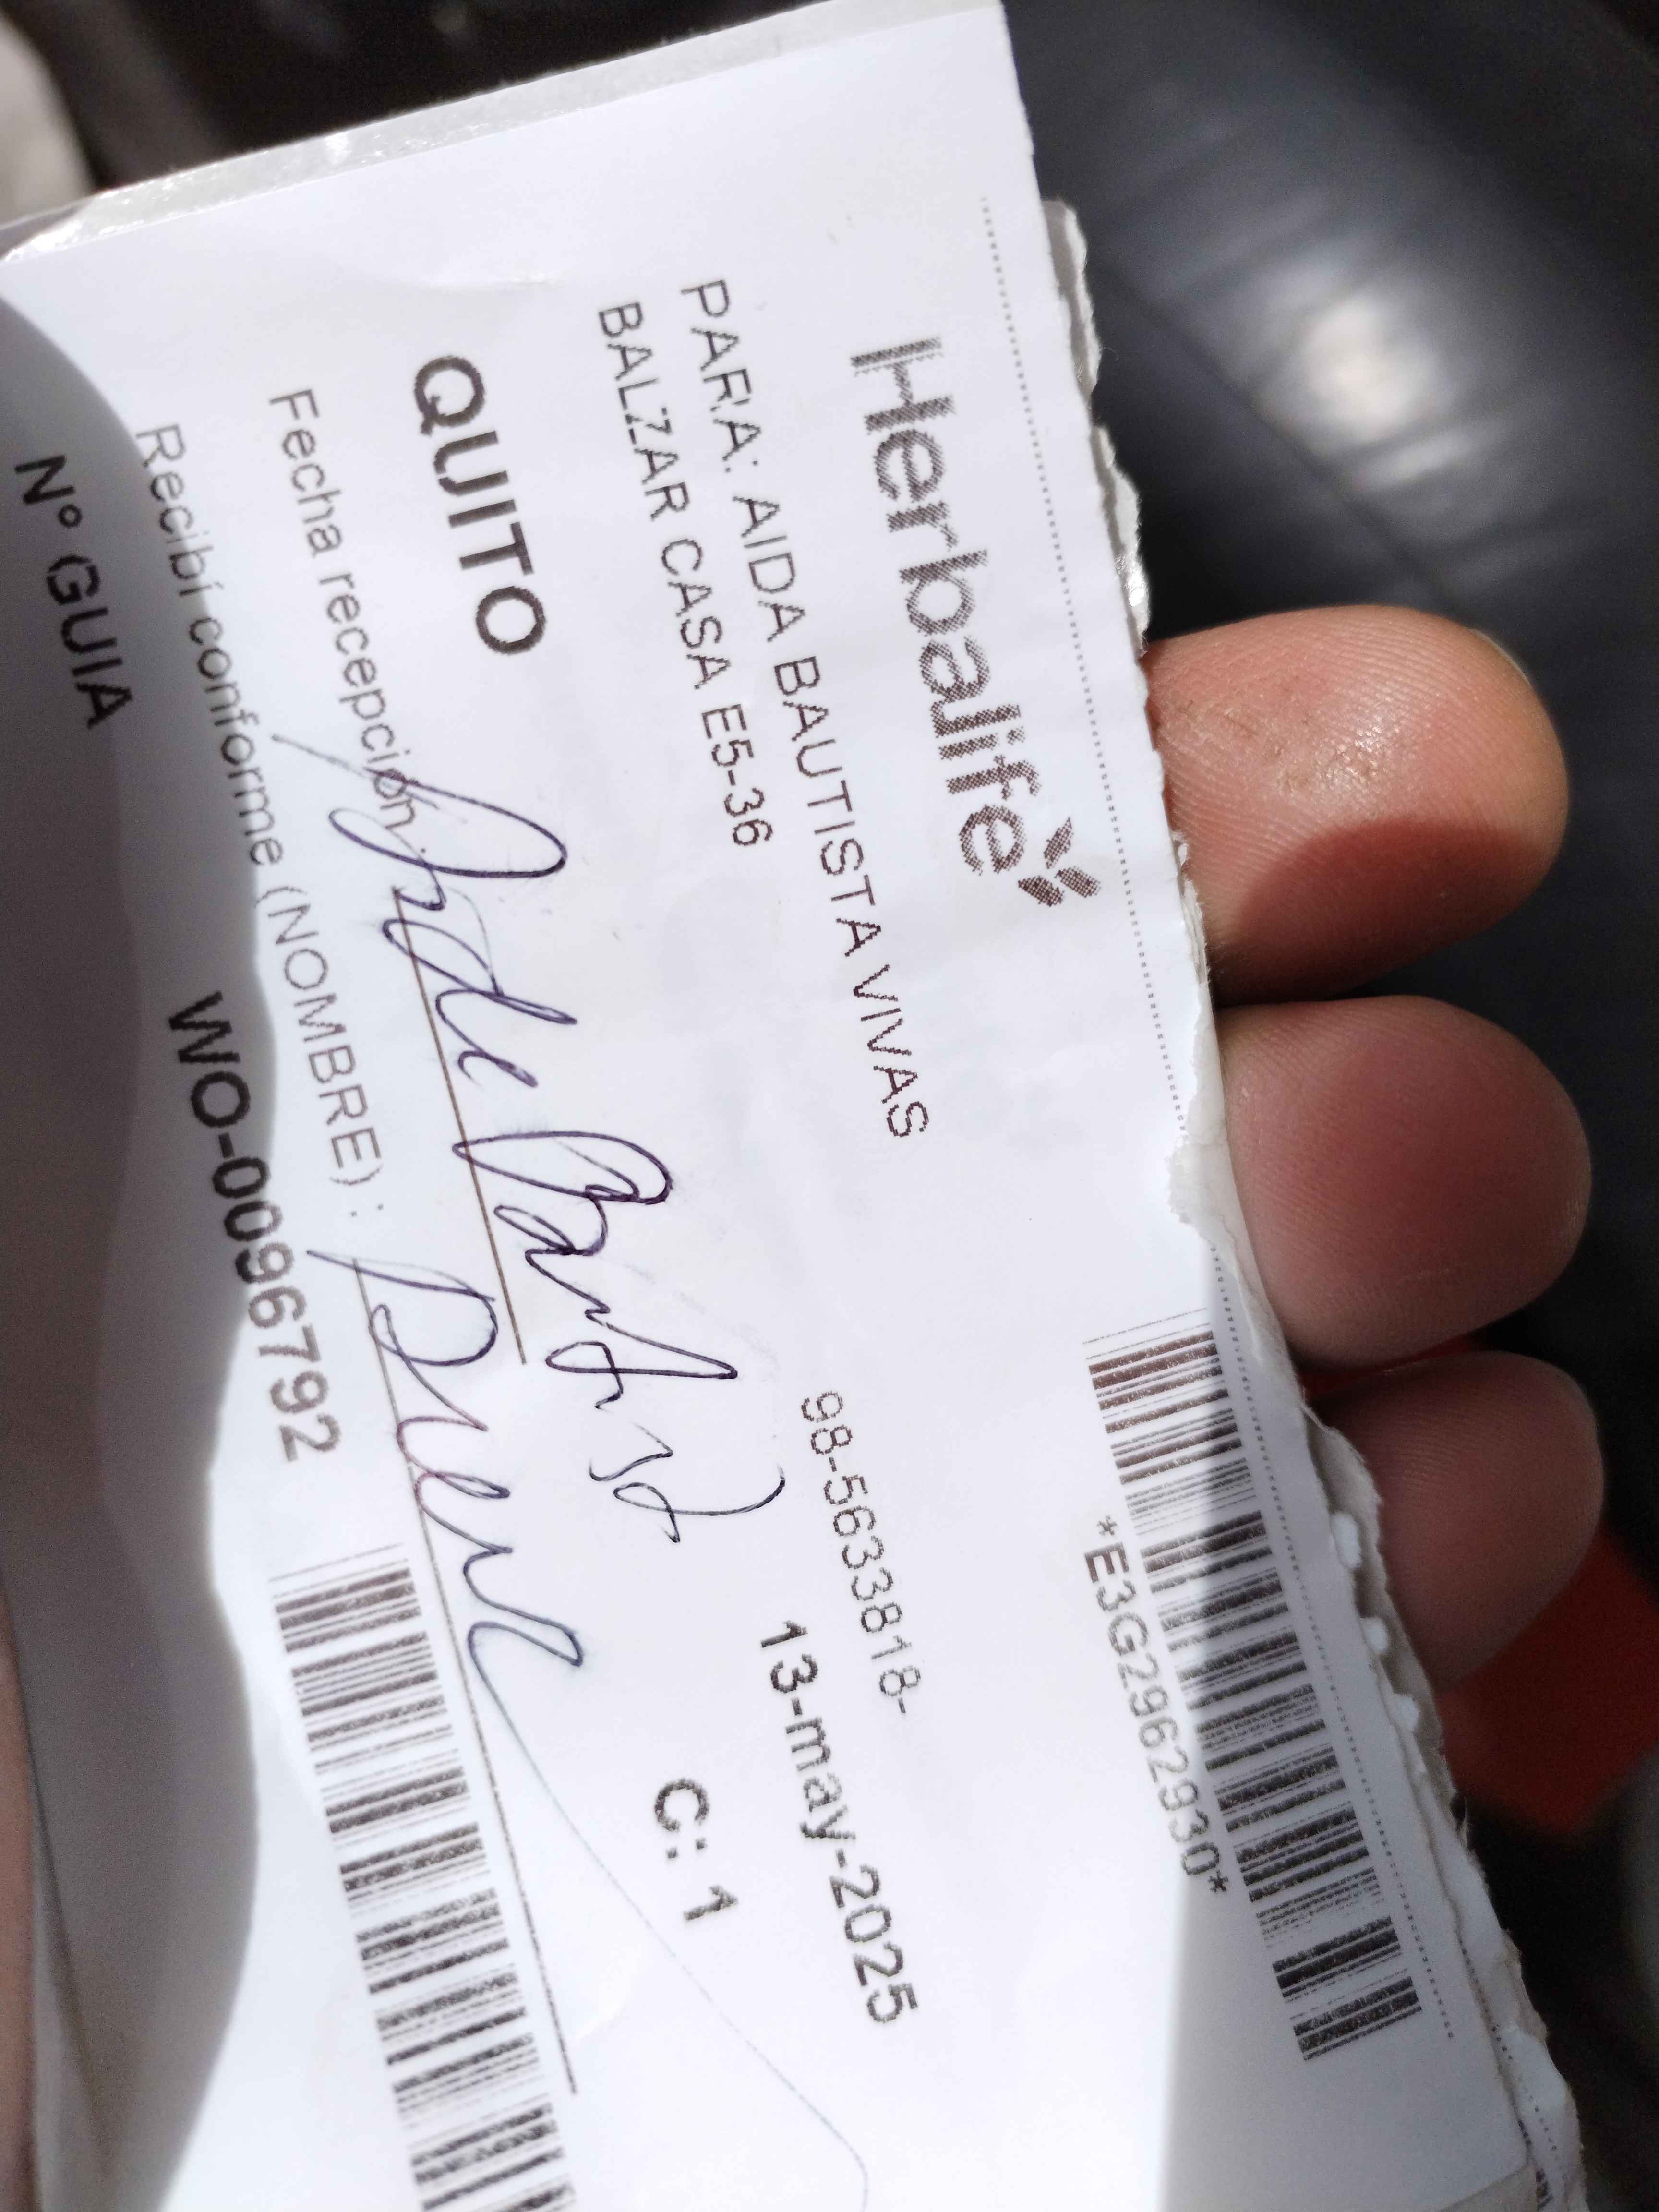 Herbalife
*E3G2962930*
PARA: AIDA BAUTISTA VIVAS 98-5633818-
BALZAR CASA E5-36 13-may-2025
QUITO C: 1
Fecha recepción
Recibí conforme (NOMBRE) :
N° GUIA WO-0096792